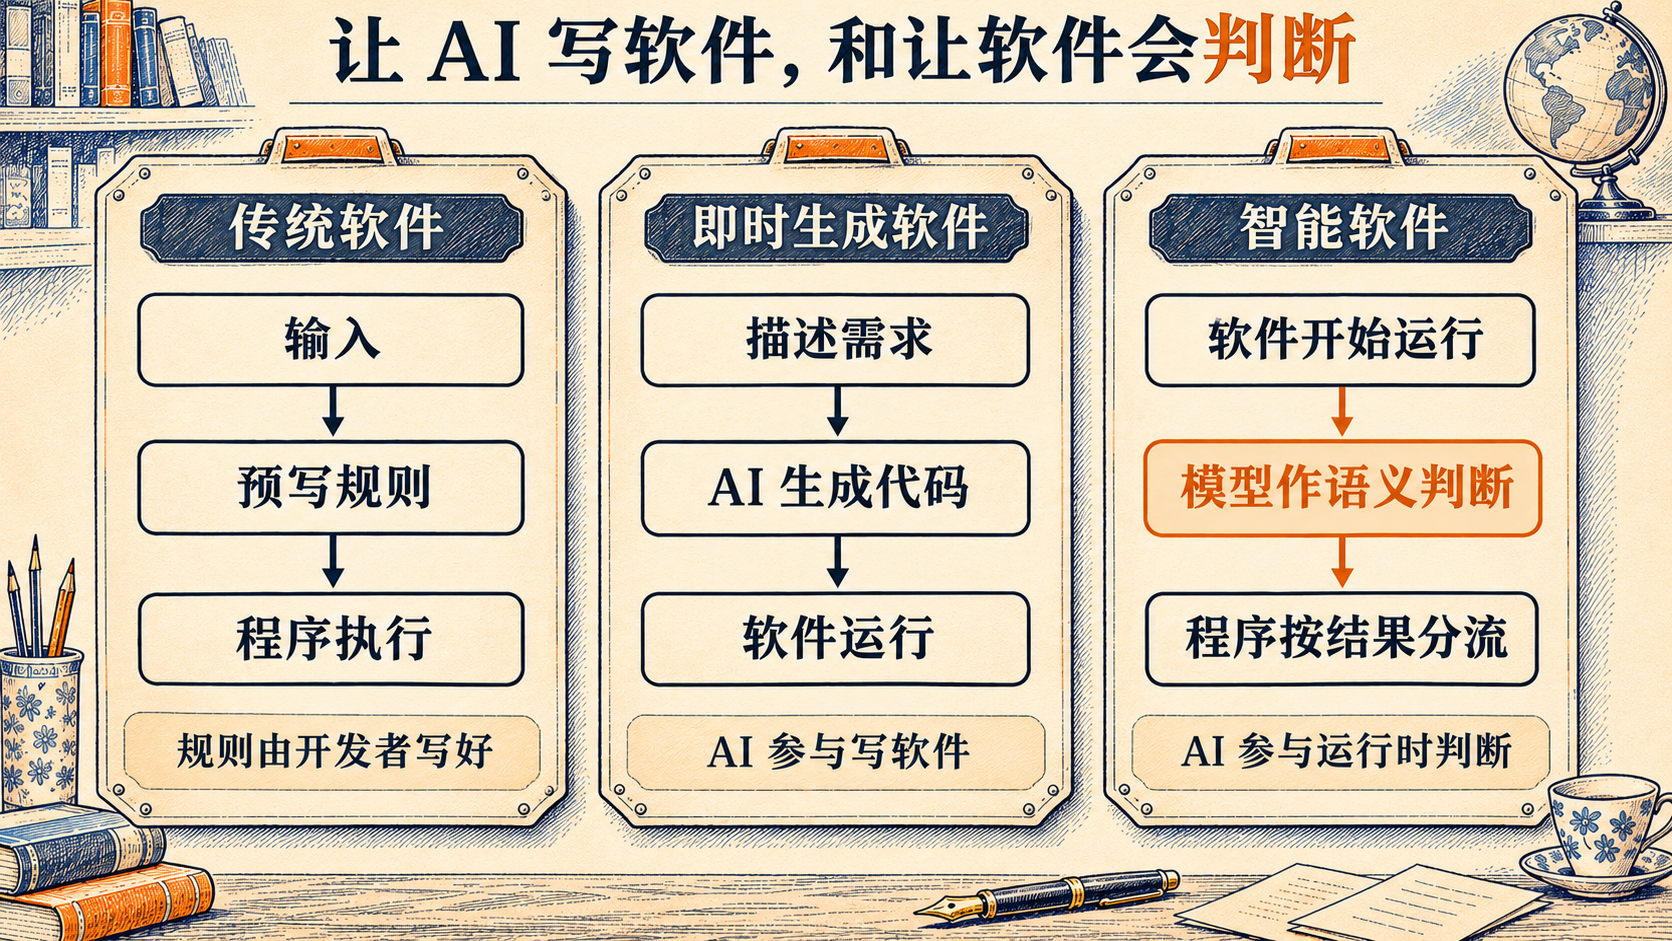 让 AI 写软件，和让软件会判断
传统软件
输入
预写规则
程序执行
规则由开发者写好
即时生成软件
描述需求
AI 生成代码
软件运行
AI 参与写软件
智能软件
软件开始运行
模型作语义判断
程序按结果分流
AI 参与运行时判断